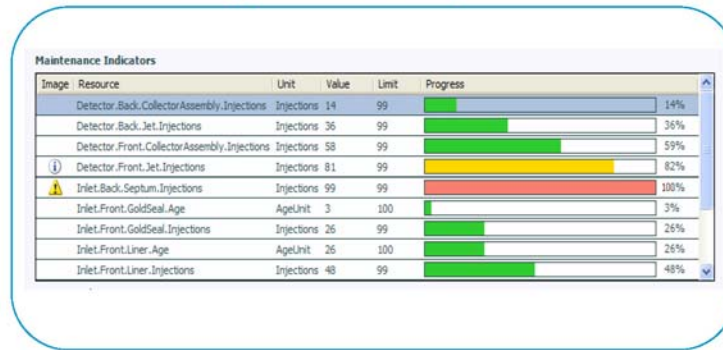 Maintenance Indicators
Image Resource Unit Value Limit Progress
Detector.Back.CollectorAssembly.Injections Injections 14 99 14%
Detector.Back.Jet.Injections Injections 36 99 36%
Detector.Front.CollectorAssembly.Injections Injections 58 99 59%
Detector.Front.Jet.Injections Injections 81 99 82%
Inlet.Back.Septum.Injections Injections 99 99 100%
Inlet.Front.GoldSeal.Age AgeUnit 3 100 3%
Inlet.Front.GoldSeal.Injections Injections 26 99 26%
Inlet.Front.Liner.Age AgeUnit 26 100 26%
Inlet.Front.Liner.Injections Injections 48 99 48%